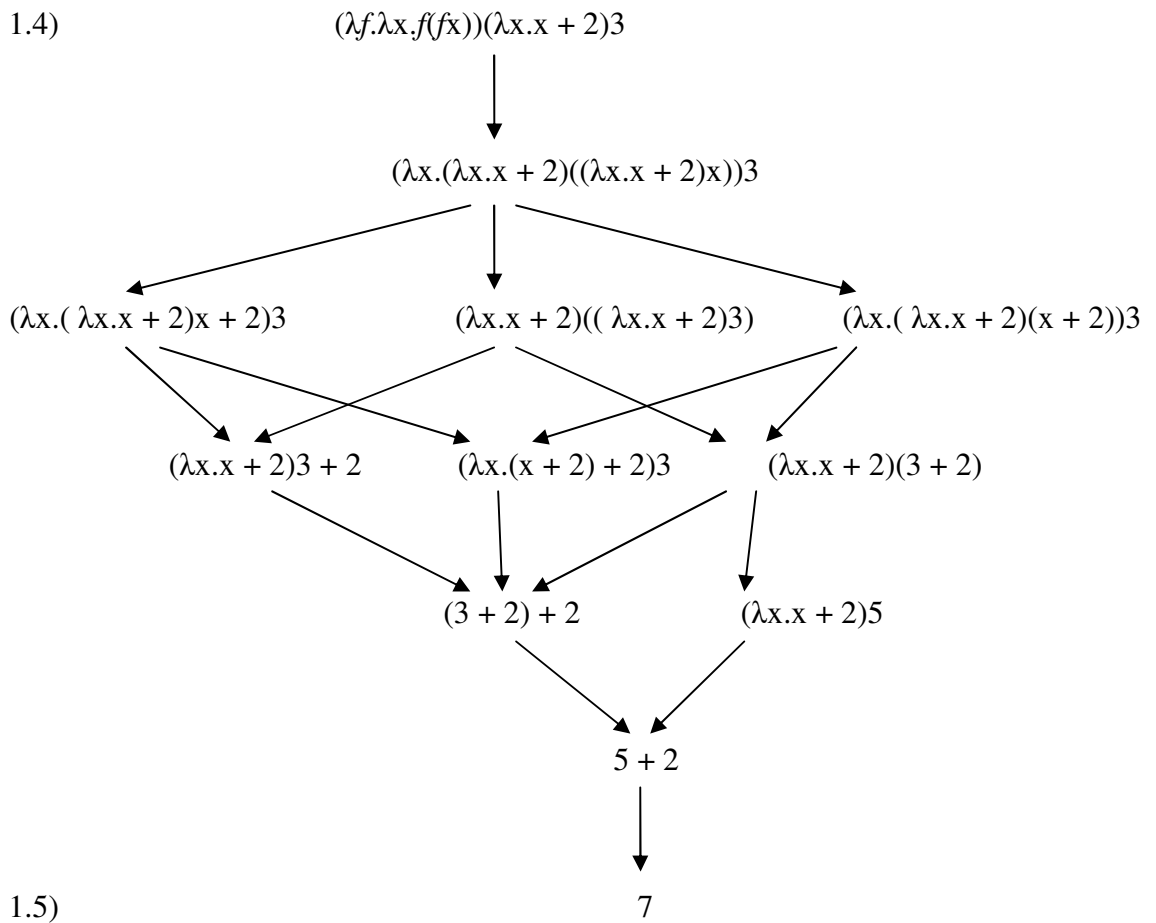 1.4) (λf.λx.f(fx))(λx.x + 2)3
(λx.(λx.x + 2)((λx.x + 2)x))3
(λx.( λx.x + 2)x + 2)3 (λx.x + 2)(( λx.x + 2)3) (λx.( λx.x + 2)(x + 2))3
(λx.x + 2)3 + 2 (λx.(x + 2) + 2)3 (λx.x + 2)(3 + 2)
(3 + 2) + 2 (λx.x + 2)5
5 + 2
1.5) 7